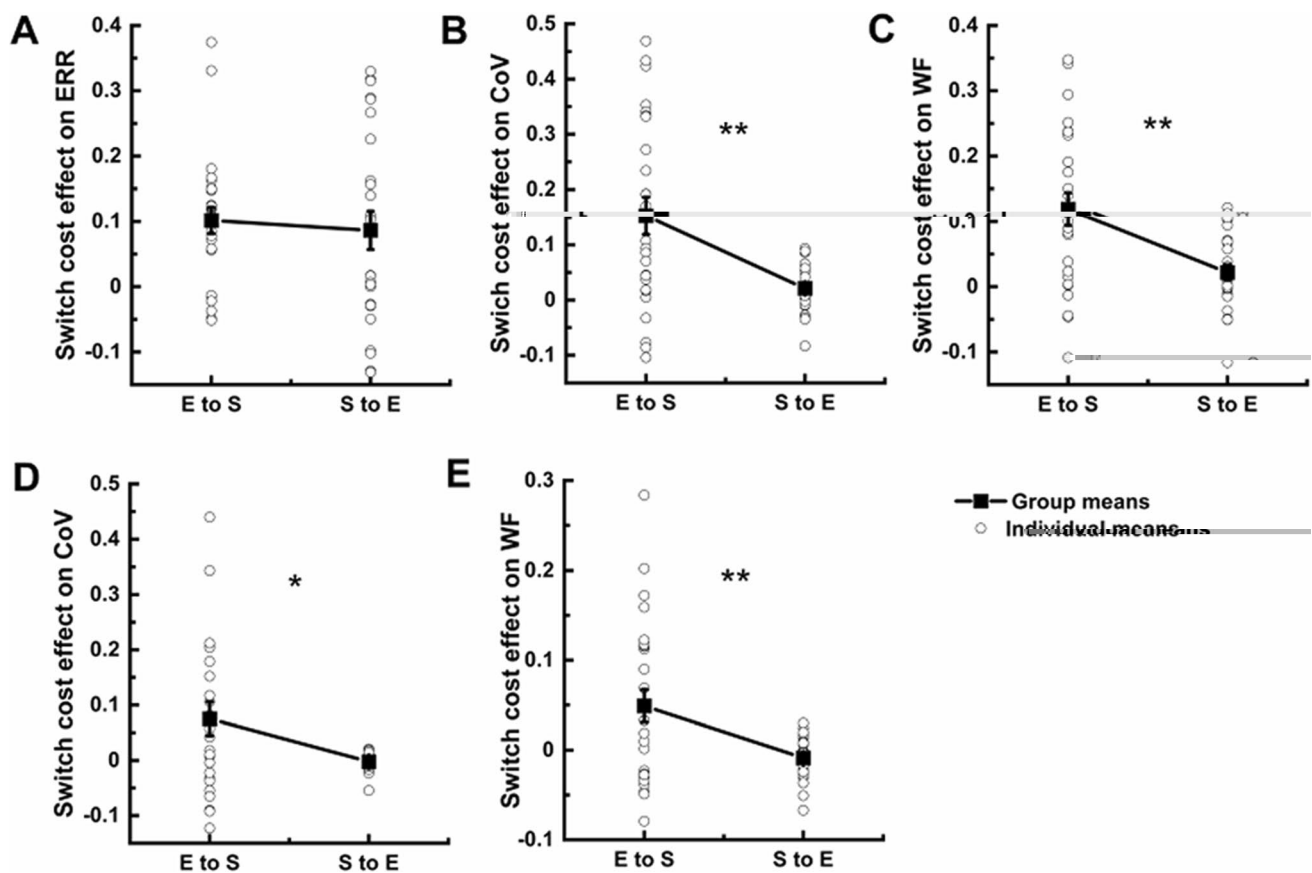 A
Switch cost effect on ERR
0.4
0.3
0.2
0.1
0
-0.1
E to S
S to E
B
Switch cost effect on CoV
0.5
0.4
0.3
0.2
0.1
0
-0.1
**
E to S
S to E
C
Switch cost effect on WF
0.4
0.3
0.2
0.1
0
-0.1
**
E to S
S to E
D
Switch cost effect on CoV
0.5
0.4
0.3
0.2
0.1
0
-0.1
*
E to S
S to E
E
Switch cost effect on WF
0.3
0.2
0.1
0
-0.1
**
E to S
S to E
Group means
Individual means